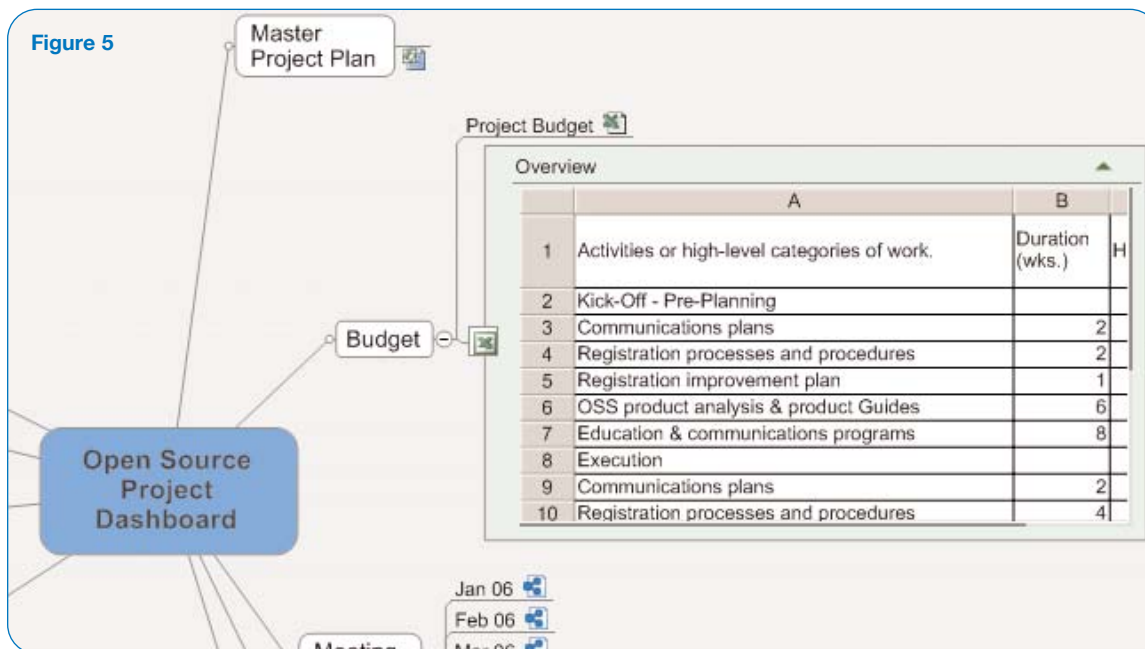 Figure 5
Master
Project Plan
Project Budget
Overview
A B
1 Activities or high-level categories of work. Duration (wks.) H
2 Kick-Off - Pre-Planning
3 Communications plans 2
4 Registration processes and procedures 2
5 Registration improvement plan 1
6 OSS product analysis & product Guides 6
7 Education & communications programs 8
8 Execution
9 Communications plans 2
10 Registration processes and procedures 4
Budget
Open Source
Project
Dashboard
Jan 06
Feb 06
Mar 06
Meeting